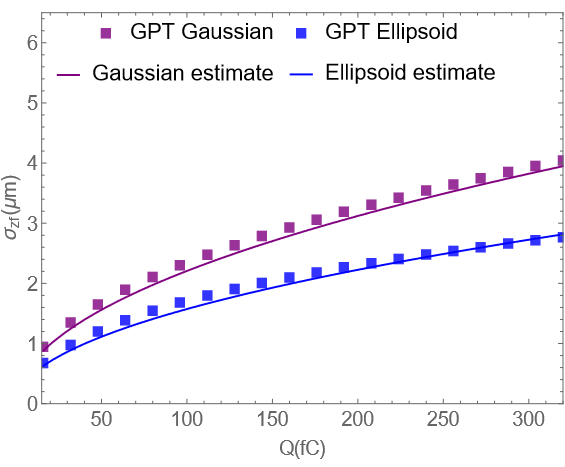 GPT Gaussian GPT Ellipsoid
Gaussian estimate Ellipsoid estimate
6
5
4
3
2
1
0
σzf(μm)
50 100 150 200 250 300
Q(fC)